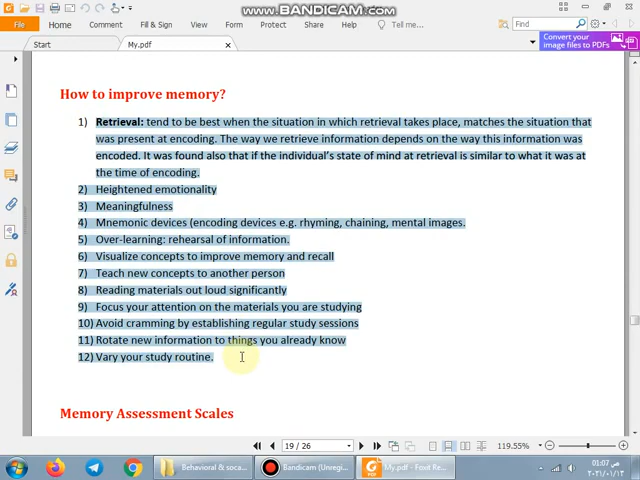 www.BANDICAM.com
File
Home
Comment
Fill & Sign
View
Form
Protect
Share
Help
Tell me...
Find
Start
My.pdf
Convert your
image files to PDFs
How to improve memory?
1) Retrieval: tend to be best when the situation in which retrieval takes place, matches the situation that
was present at encoding. The way we retrieve information depends on the way this information was
encoded. It was found also that if the individual's state of mind at retrieval is similar to what it was at
the time of encoding.
2) Heightened emotionality
3) Meaningfulness
4) Mnemonic devices (encoding devices e.g. rhyming, chaining, mental images.
5) Over-learning: rehearsal of information.
6) Visualize concepts to improve memory and recall
7) Teach new concepts to another person
8) Reading materials out loud significantly
9) Focus your attention on the materials you are studying
10) Avoid cramming by establishing regular study sessions
11) Rotate new information to things you already know
12) Vary your study routine.
Memory Assessment Scales
19 / 26
119.55%
Behavioral & soca...
Bandicam (Unregi...
My.pdf - Foxit Re...
01:07 ص
٢٠٢١/٠١/١٣